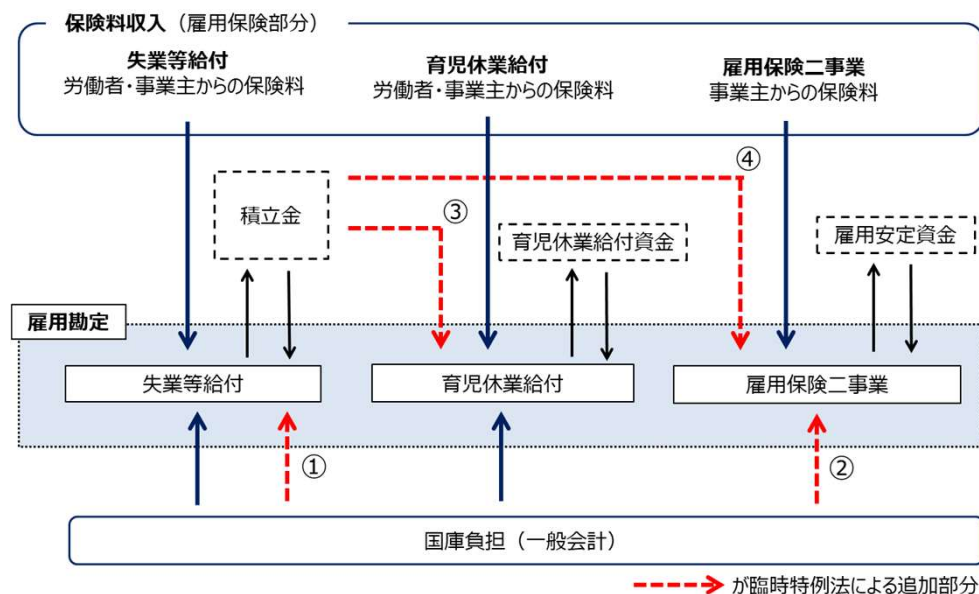 保険料収入（雇用保険部分）
失業等給付
労働者・事業主からの保険料
育児休業給付
労働者・事業主からの保険料
雇用保険二事業
事業主からの保険料
④
③
積立金
育児休業給付資金
雇用安定資金
雇用勘定
失業等給付
育児休業給付
雇用保険二事業
①
②
国庫負担（一般会計）
が臨時特例法による追加部分